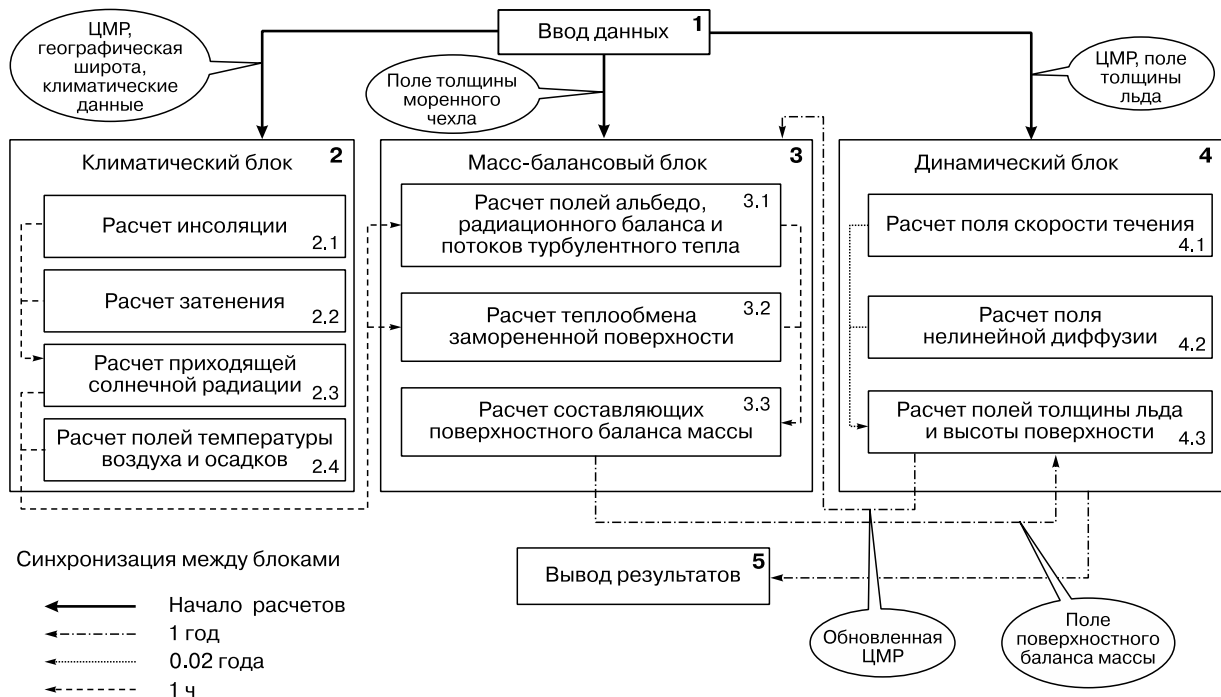 ЦМР,
географическая
широта,
климатические
данные
Ввод данных
1
Поле толщины
моренного
чехла
ЦМР, поле
толщины
льда
Климатический блок
2
Расчет инсоляции
2.1
Расчет затенения
2.2
Расчет приходящей
солнечной радиации
2.3
Расчет полей температуры
воздуха и осадков
2.4
Масс-балансовый блок
3
Расчет полей альбедо,
радиационного баланса и
потоков турбулентного тепла
3.1
Расчет теплообмена
заморененной поверхности
3.2
Расчет составляющих
поверхностного баланса массы
3.3
Динамический блок
4
Расчет поля скорости течения
4.1
Расчет поля
нелинейной диффузии
4.2
Расчет полей толщины льда
и высоты поверхности
4.3
Вывод результатов
5
Обновленная
ЦМР
Поле
поверхностного
баланса массы
Синхронизация между блоками
Начало расчетов
1 год
0.02 года
1 ч